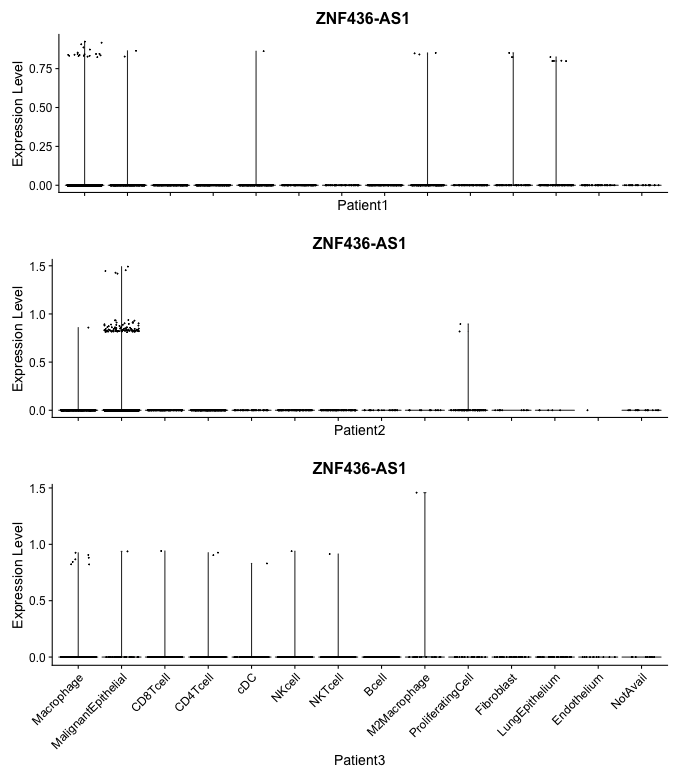 ZNF436-AS1
Expression Level
0.75
0.50
0.25
0.00
Patient1
ZNF436-AS1
Expression Level
1.5
1.0
0.5
0.0
Patient2
ZNF436-AS1
Expression Level
1.5
1.0
0.5
0.0
Macrophage
MalignantEpithelial
CD8Tcell
CD4Tcell
cDC
NKcell
NKTcell
Bcell
M2Macrophage
ProliferatingCell
Fibroblast
LungEpithelium
Endothelium
NotAvail
Patient3